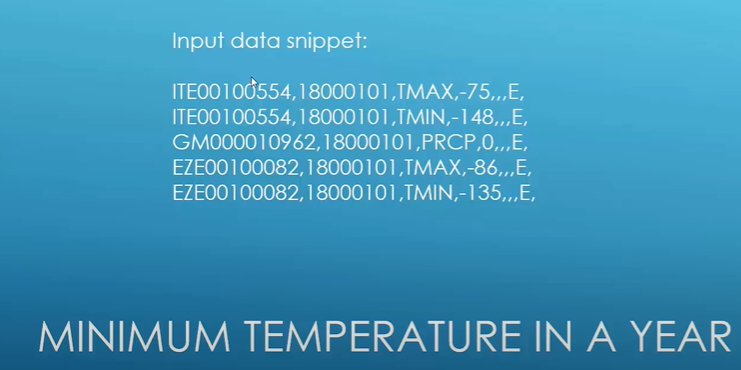 Input data snippet:
ITE00100554,18000101,TMAX,-75,,,E,
ITE00100554,18000101,TMIN,-148,,,E,
GM000010962,18000101,PRCP,0,,,E,
EZE00100082,18000101,TMAX,-86,,,E,
EZE00100082,18000101,TMIN,-135,,,E,
MINIMUM TEMPERATURE IN A YEAR